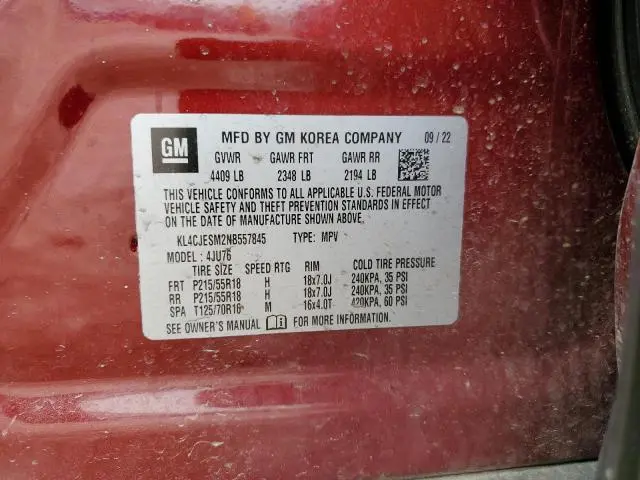 GM
MFD BY GM KOREA COMPANY 09 / 22
GVWR GAWR FRT GAWR RR
4409 LB 2348 LB 2194 LB
THIS VEHICLE CONFORMS TO ALL APPLICABLE U.S. FEDERAL MOTOR
VEHICLE SAFETY AND THEFT PREVENTION STANDARDS IN EFFECT
ON THE DATE OF MANUFACTURE SHOWN ABOVE.
KL4CJESM2NB557845 TYPE: MPV
MODEL : 4JU76
TIRE SIZE SPEED RTG RIM COLD TIRE PRESSURE
FRT P215/55R18 H 18x7.0J 240KPA, 35 PSI
RR P215/55R18 H 18x7.0J 240KPA, 35 PSI
SPA T125/70R16 M 16x4.0T 420KPA, 60 PSI
SEE OWNER'S MANUAL FOR MORE INFORMATION.